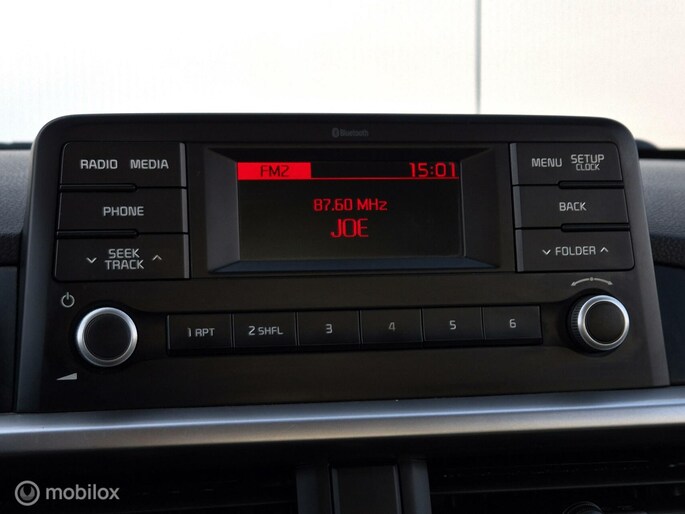 Bluetooth
RADIO MEDIA
FM2 15:01
MENU SETUP
CLOCK
PHONE
87.60 MHz
BACK
JOE
SEEK
TRACK
FOLDER
1 RPT 2 SHFL 3 4 5 6
mobilox